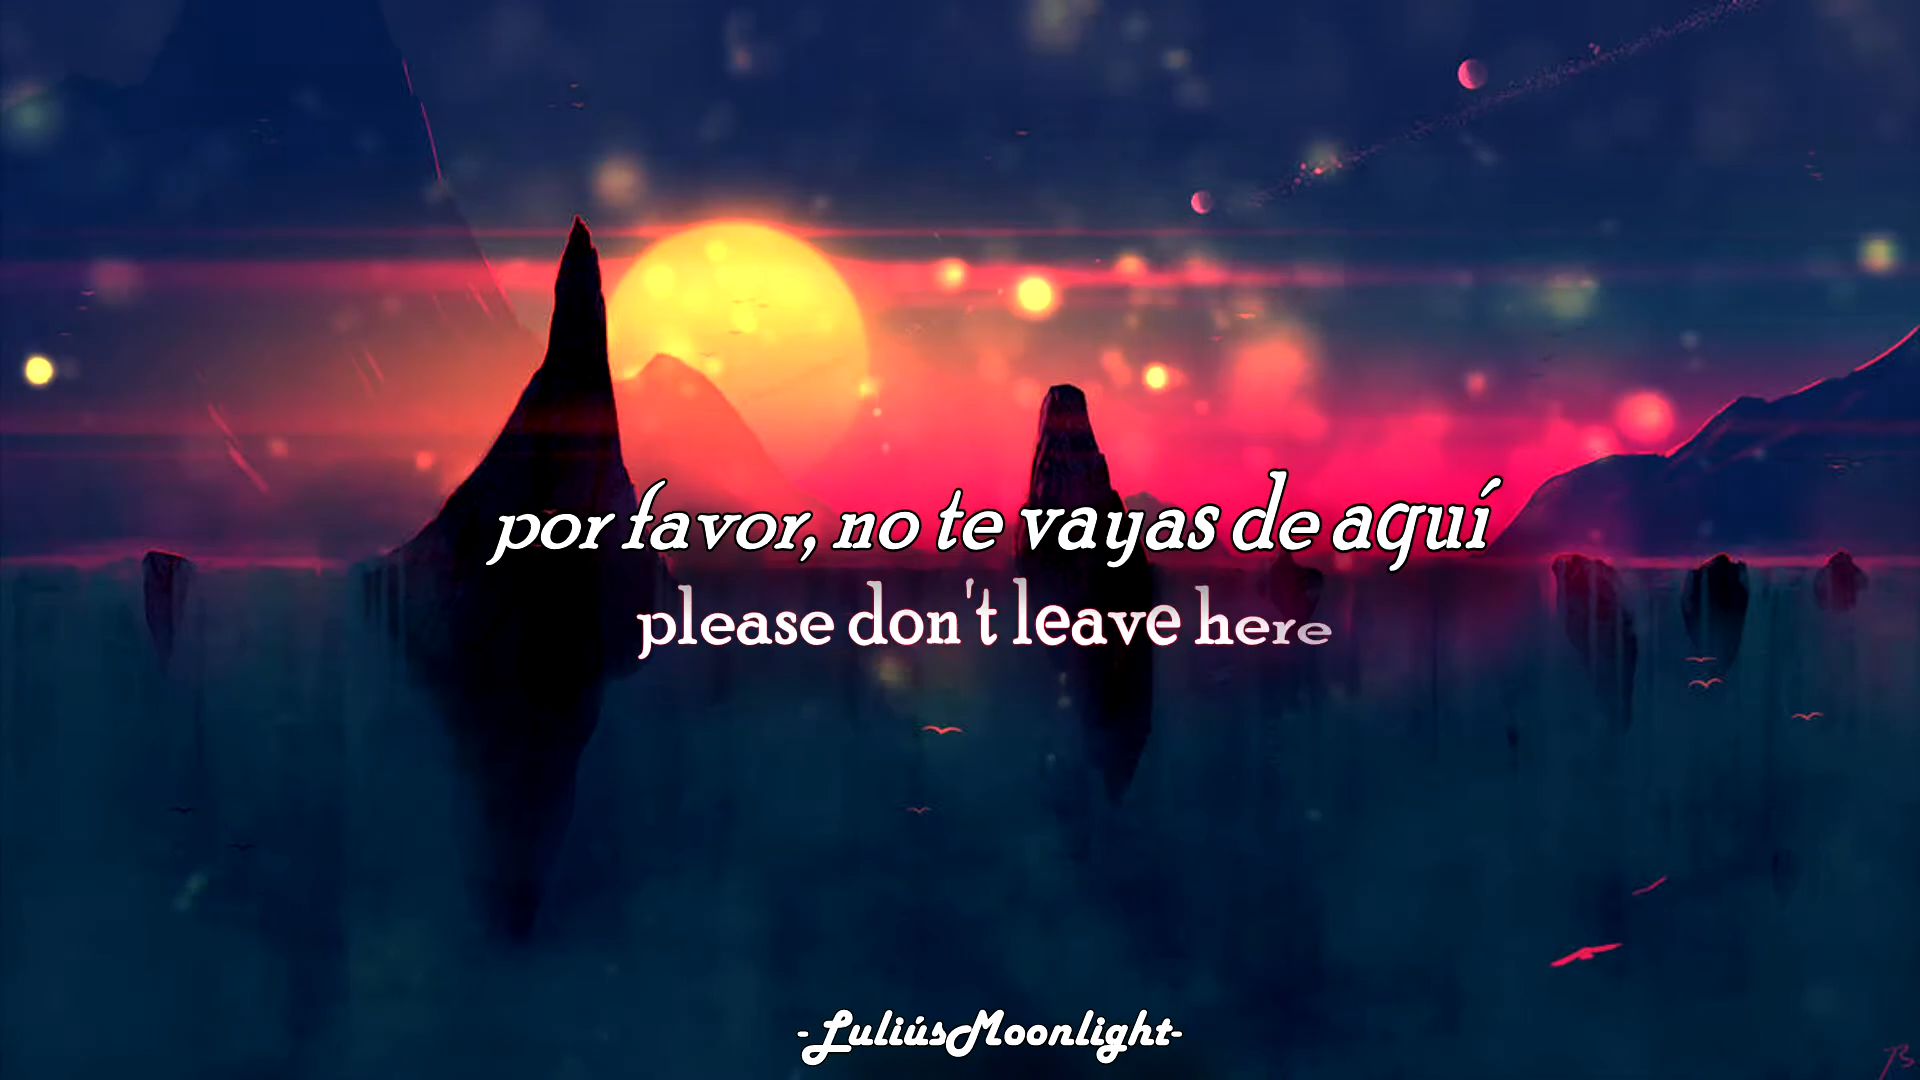 por favor, no te vayas de aquí
please don't leave here
-LuliúsMoonlight-